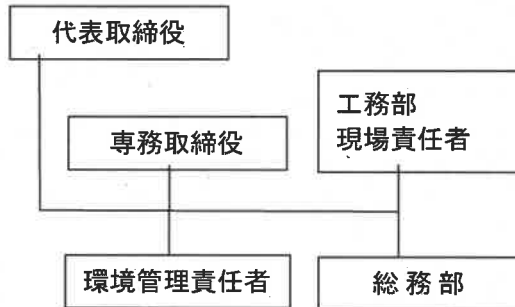 代表取締役
工務部
現場責任者
専務取締役
環境管理責任者
総務部